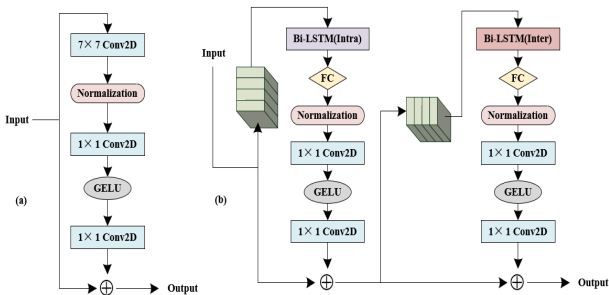 Input
7×7 Conv2D
Normalization
1×1 Conv2D
GELU
1×1 Conv2D
Output
(a)
Input
Bi-LSTM(Intra)
FC
Normalization
1×1 Conv2D
GELU
1×1 Conv2D
(b)
Bi-LSTM(Inter)
FC
Normalization
1×1 Conv2D
GELU
1×1 Conv2D
Output